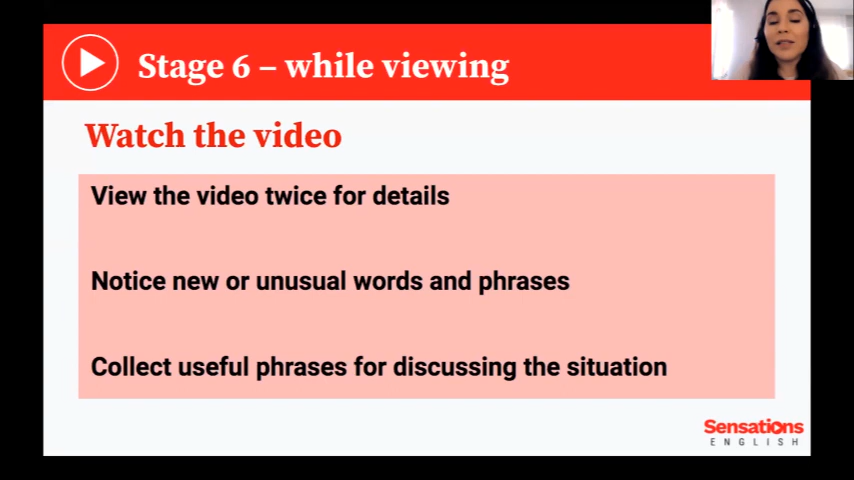 Stage 6 – while viewing
Watch the video
View the video twice for details
Notice new or unusual words and phrases
Collect useful phrases for discussing the situation
Sensations
ENGLISH